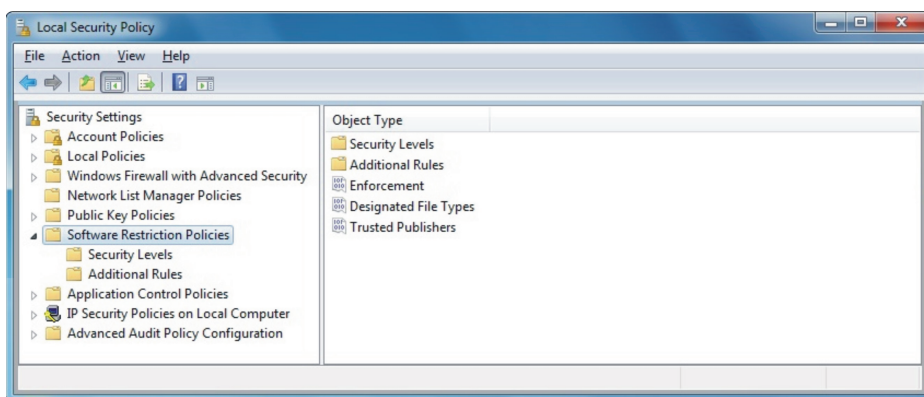 Local Security Policy
File Action View Help
Security Settings
Account Policies
Local Policies
Windows Firewall with Advanced Security
Network List Manager Policies
Public Key Policies
Software Restriction Policies
Security Levels
Additional Rules
Application Control Policies
IP Security Policies on Local Computer
Advanced Audit Policy Configuration
Object Type
Security Levels
Additional Rules
Enforcement
Designated File Types
Trusted Publishers